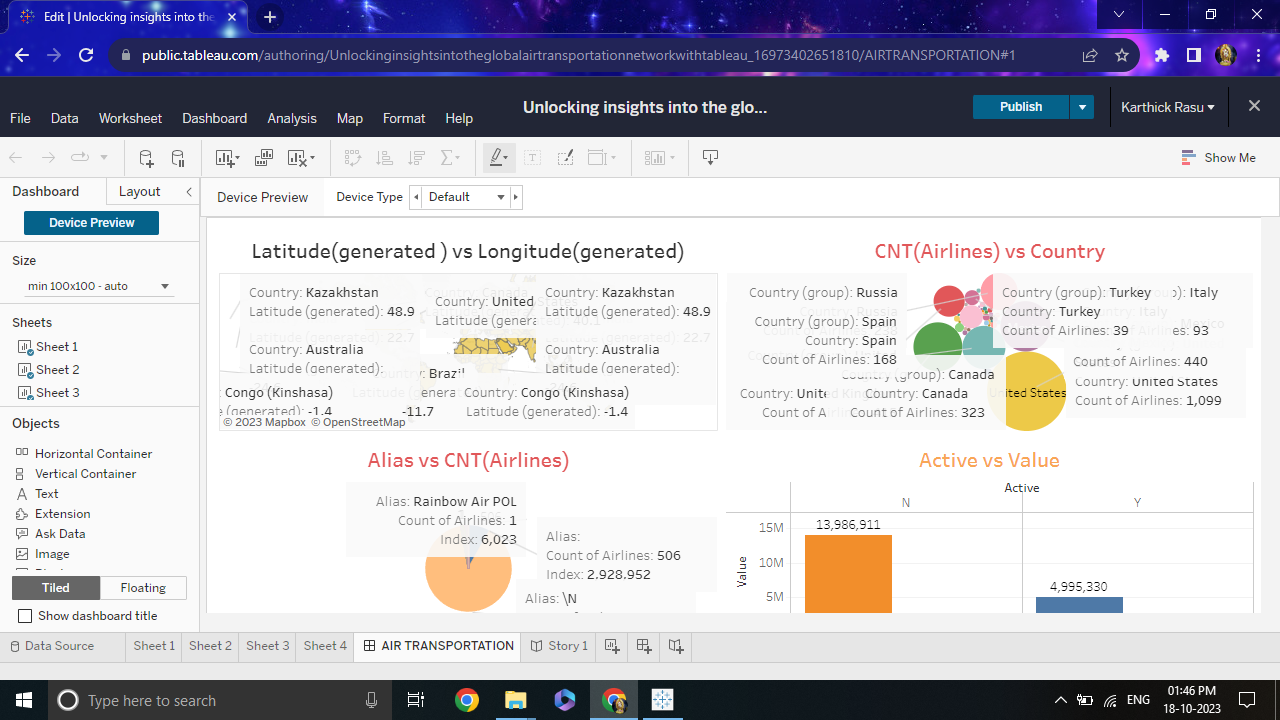 Edit | Unlocking insights into the
public.tableau.com/authoring/Unlockinginsightsintotheglobalairtransportationnetworkwithtableau_16973402651810/AIRTRANSPORTATION#1
Unlocking insights into the glo...
Publish
Karthick Rasu
File Data Worksheet Dashboard Analysis Map Format Help
Show Me
Dashboard Layout
Device Preview Device Type Default
Device Preview
Size
min 100x100 - auto
Sheets
Sheet 1
Sheet 2
Sheet 3
Objects
Horizontal Container
Vertical Container
Text
Extension
Ask Data
Image
Tiled Floating
Show dashboard title
Latitude(generated ) vs Longitude(generated)
Country: Kazakhstan
Latitude (generated): 48.9
Country: United
Latitude (generated):
Country: Kazakhstan
Latitude (generated): 48.9
Country: Australia
Latitude (generated):
Country: Australia
Latitude (generated):
Brazil
: Congo (Kinshasa)
(generated): -1.4
-11.7
Country: Congo (Kinshasa)
Latitude (generated): -1.4
© 2023 Mapbox © OpenStreetMap
CNT(Airlines) vs Country
Country (group): Russia
Country (group): Spain
Country: Spain
Count of Airlines: 168
Country (group): Turkey
Country: Turkey
Count of Airlines: 39
): Italy
93
440
Country (group): Canada
Country: Canada
Count of Airlines: 323
Country: Unit
Count of A
United States
Country: United States
Count of Airlines: 1,099
Alias vs CNT(Airlines)
Alias: Rainbow Air POL
Count of Airlines: 1
Index: 6,023
Alias:
Count of Airlines: 506
Index: 2,928,952
Alias: \N
Active vs Value
Active
N Y
Value
15M
10M
5M
13,986,911
4,995,330
Data Source Sheet 1 Sheet 2 Sheet 3 Sheet 4 AIR TRANSPORTATION Story 1
Type here to search
ENG
01:46 PM
18-10-2023